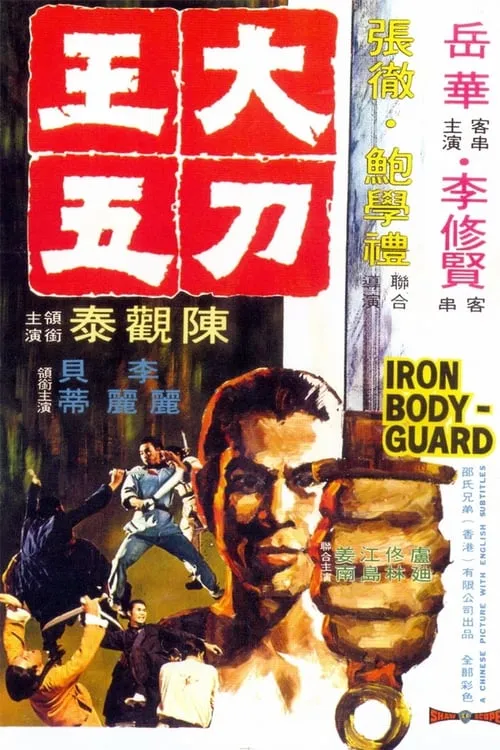 大刀
王五
岳華
客串
主演
·李修賢
客串
張徹·鮑學禮
聯合
導演
陳觀泰
領銜
主演
李麗麗
貝蒂
領銜主演
IRON
BODY-
GUARD
盧廸
佟林
江島
姜南
聯合主演
邵氏兄弟(香港)有限公司出品 全部彩色
A CHINESE PICTURE WITH ENGLISH SUBTITLES
SHAW SCOPE